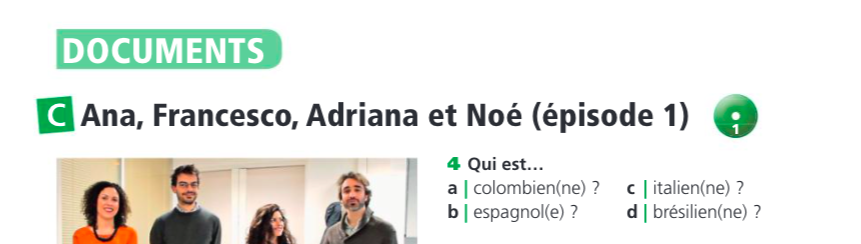 DOCUMENTS
C Ana, Francesco, Adriana et Noé (épisode 1)
1
4 Qui est...
a | colombien(ne) ?
b | espagnol(e) ?
c | italien(ne) ?
d | brésilien(ne) ?